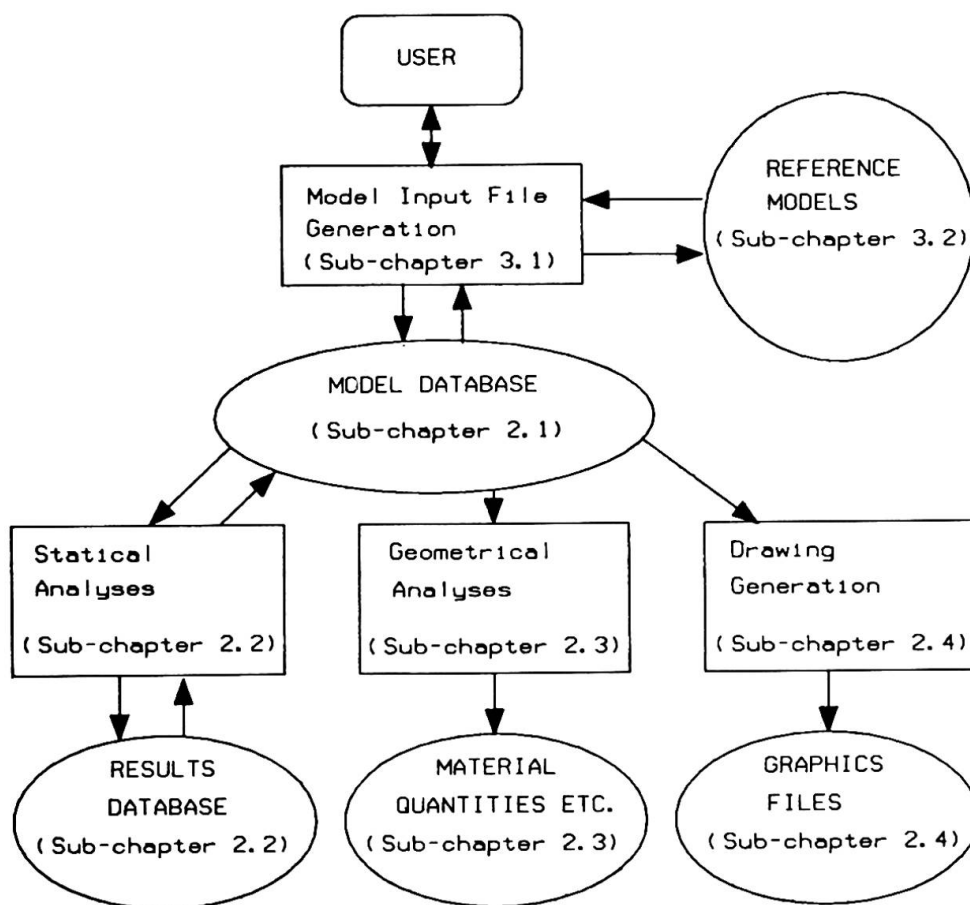 USER
Model Input File
Generation
(Sub-chapter 3.1)
REFERENCE
MODELS
(Sub-chapter 3.2)
MODEL DATABASE
(Sub-chapter 2.1)
Statical
Analyses
(Sub-chapter 2.2)
Geometrical
Analyses
(Sub-chapter 2.3)
Drawing
Generation
(Sub-chapter 2.4)
RESULTS
DATABASE
(Sub-chapter 2.2)
MATERIAL
QUANTITIES ETC.
(Sub-chapter 2.3)
GRAPHICS
FILES
(Sub-chapter 2.4)